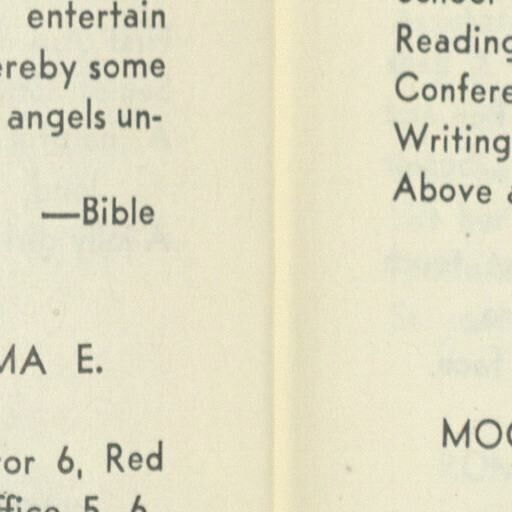 entertain
ereby some
angels un-
—Bible
MA E.
or 6, Red
ffice 5, 6
Reading
Confere
Writing
Above a
MOO